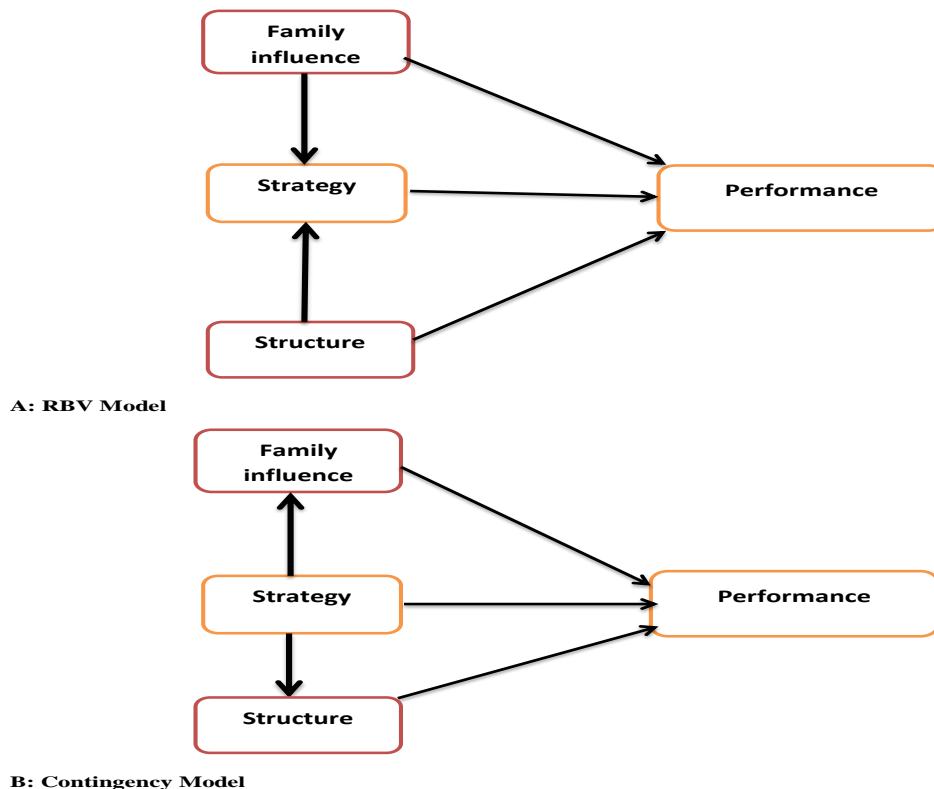 Family
influence
Strategy
Performance
Structure
A: RBV Model
Family
influence
Strategy
Performance
Structure
B: Contingency Model